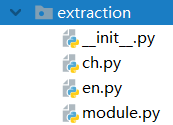 extraction
__init__.py
ch.py
en.py
module.py